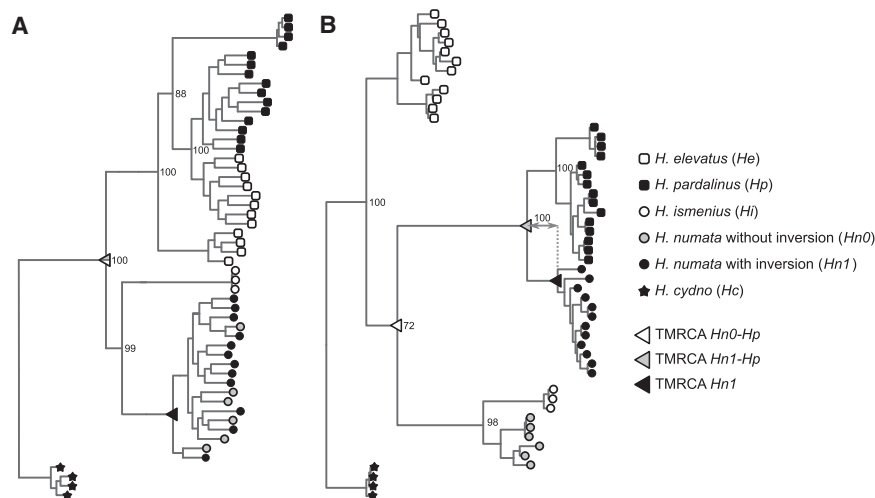 A
B
88
100
100
100
99
100
100
100
72
98
H. elevatus (He)
H. pardalinus (Hp)
H. ismenius (Hi)
H. numata without inversion (Hn0)
H. numata with inversion (Hn1)
H. cydno (Hc)
TMRCA Hn0-Hp
TMRCA Hn1-Hp
TMRCA Hn1